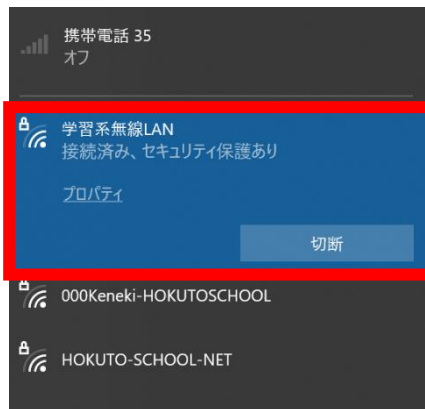 携帯電話 35
オフ
学習系無線LAN
接続済み、セキュリティ保護あり
プロパティ
切断
000Keneki-HOKUTOSCHOOL
HOKUTO-SCHOOL-NET